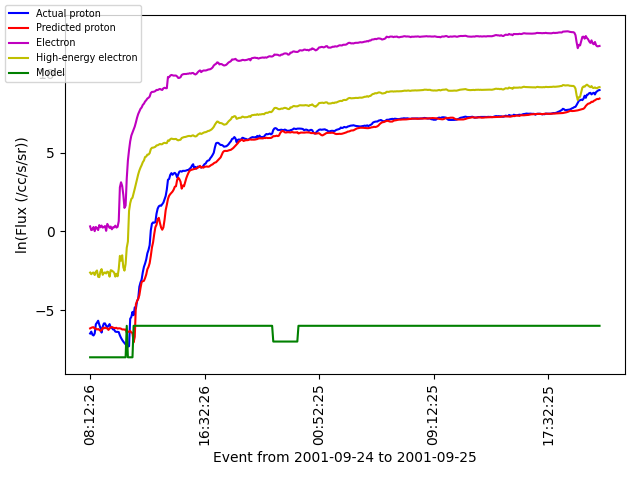 Actual proton
Predicted proton
Electron
High-energy electron
Model
5
0
−5
ln(Flux (/cc/s/sr))
08:12:26
16:32:26
00:52:25
09:12:25
17:32:25
Event from 2001-09-24 to 2001-09-25